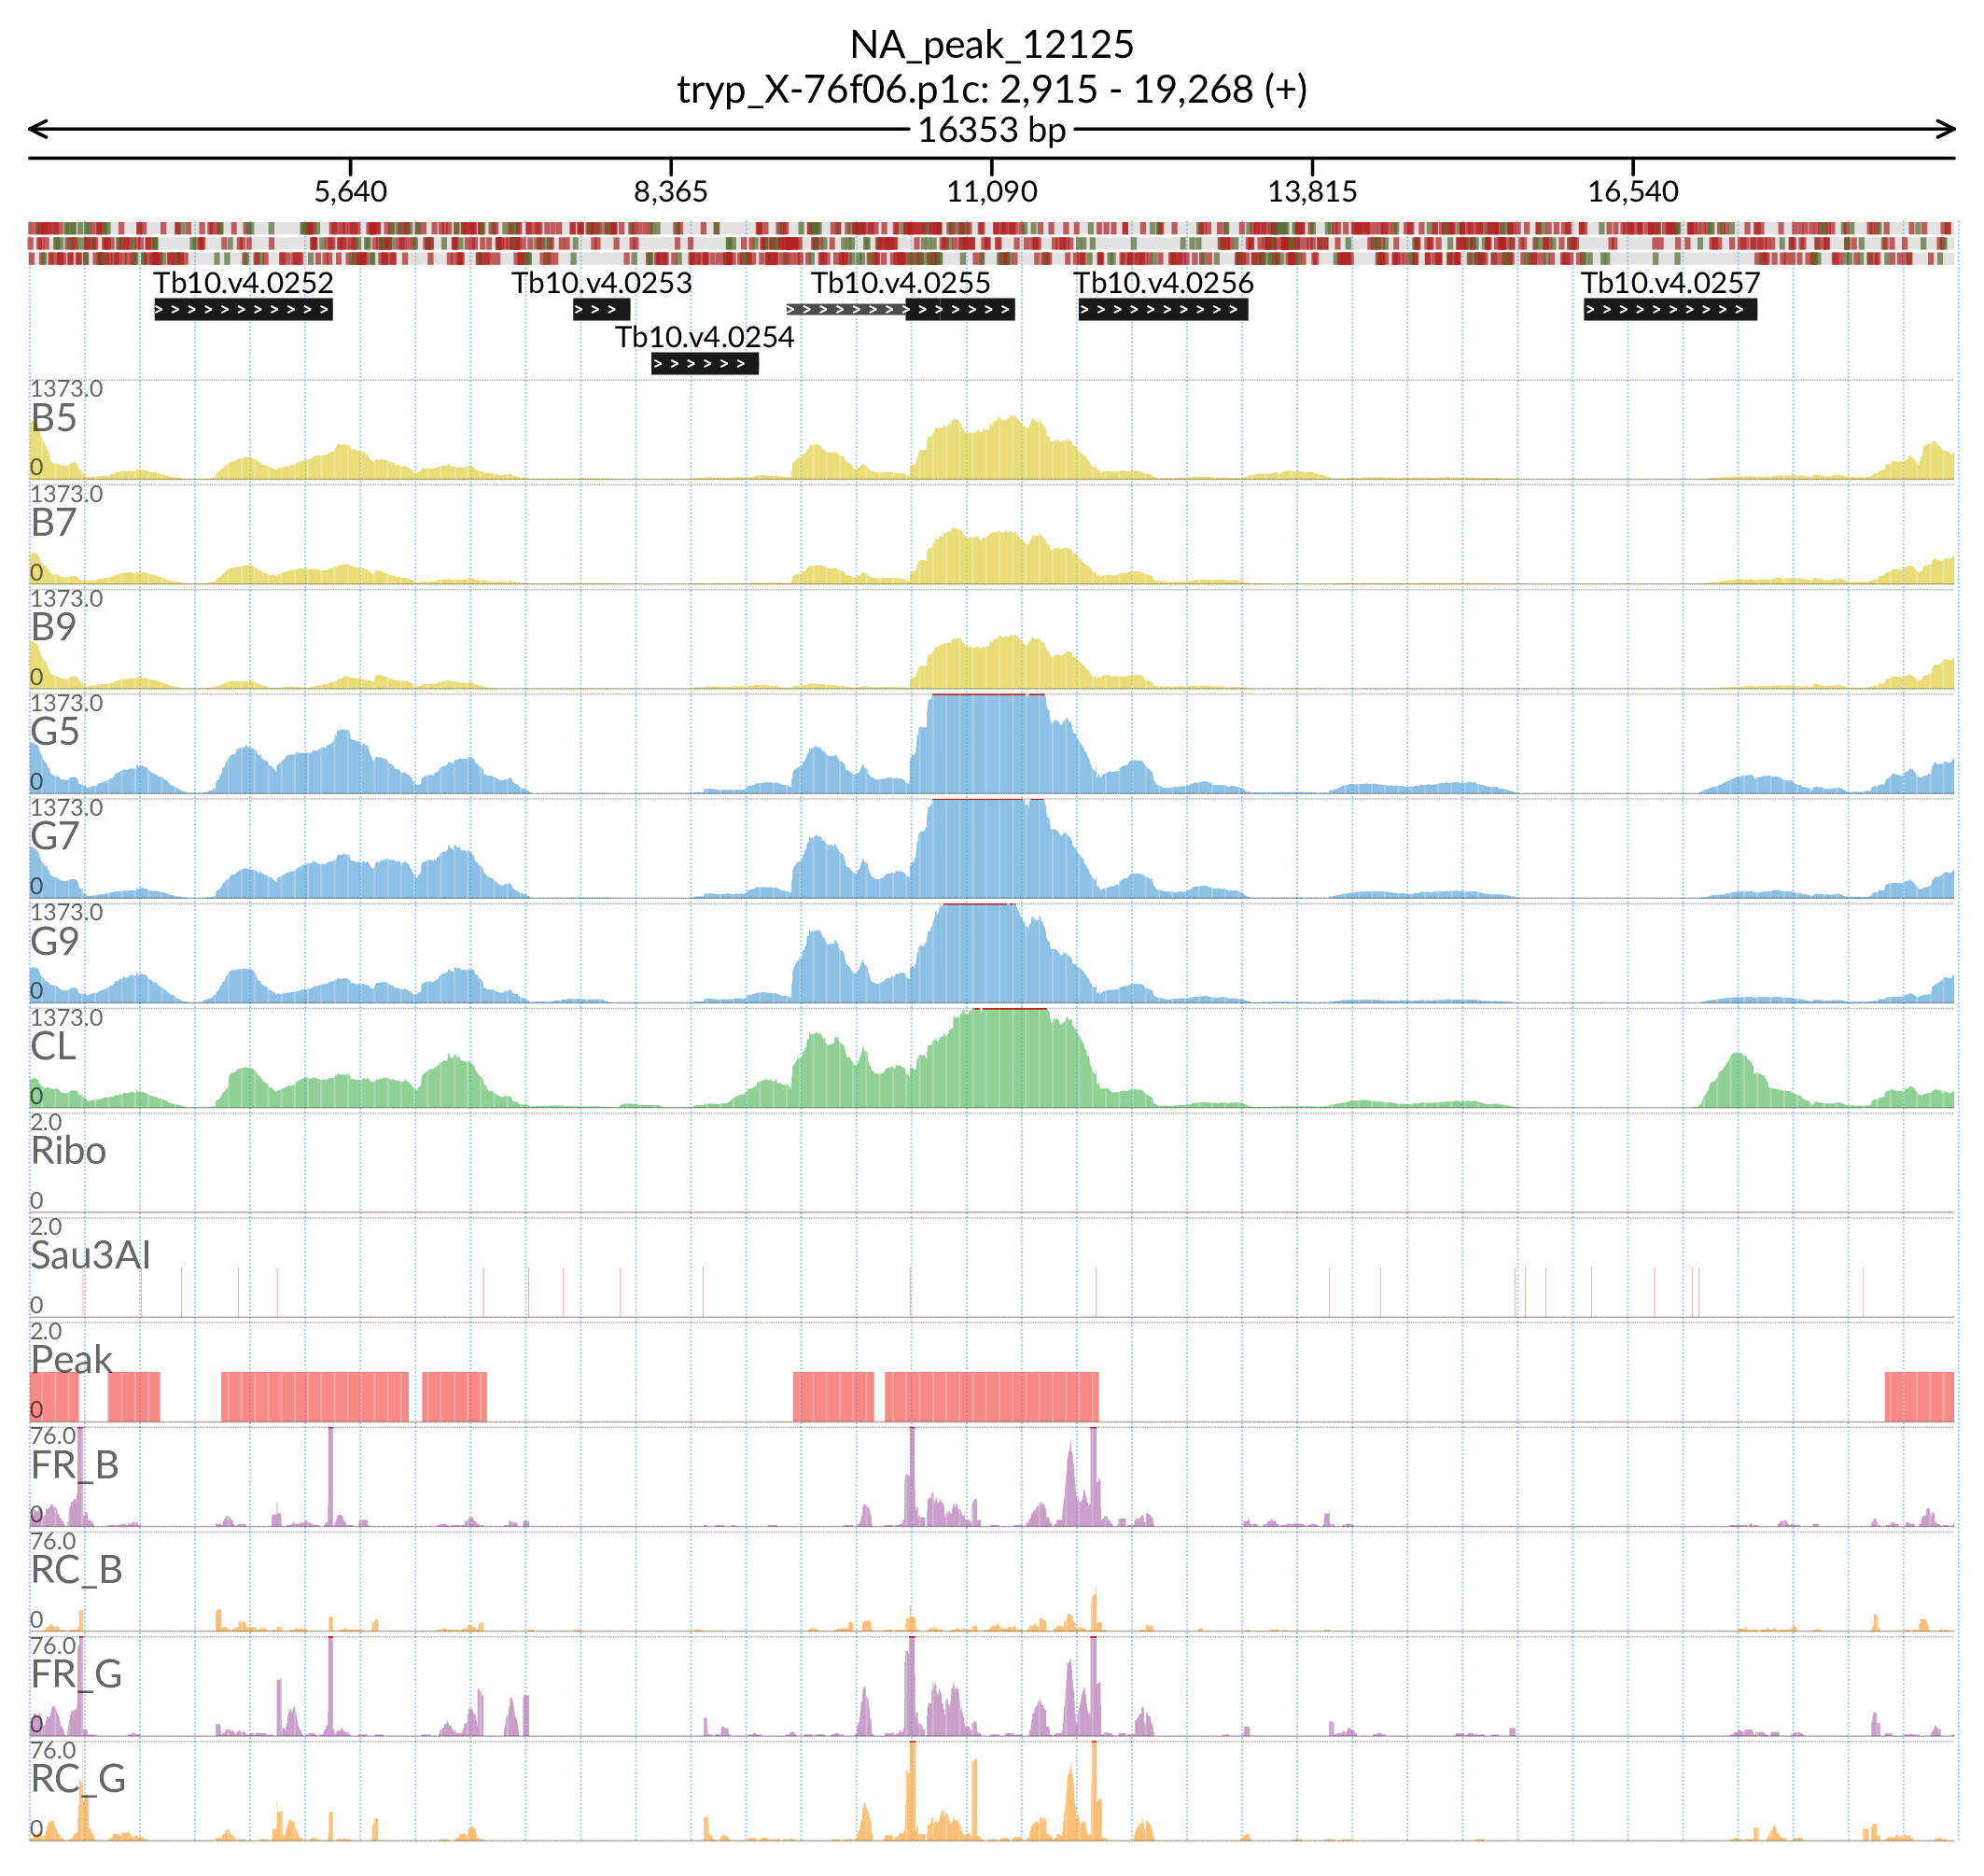 NA_peak_12125
tryp_X-76f06.p1c: 2,915 - 19,268 (+)
16353 bp
5,640 8,365 11,090 13,815 16,540
Tb10.v4.0252 Tb10.v4.0253 Tb10.v4.0255 Tb10.v4.0256 Tb10.v4.0257
Tb10.v4.0254
1373.0
B5
0
1373.0
B7
0
1373.0
B9
0
1373.0
G5
0
1373.0
G7
0
1373.0
G9
0
1373.0
CL
0
2.0
Ribo
0
2.0
Sau3AI
0
2.0
Peak
0
76.0
FR_B
0
76.0
RC_B
0
76.0
FR_G
0
76.0
RC_G
0